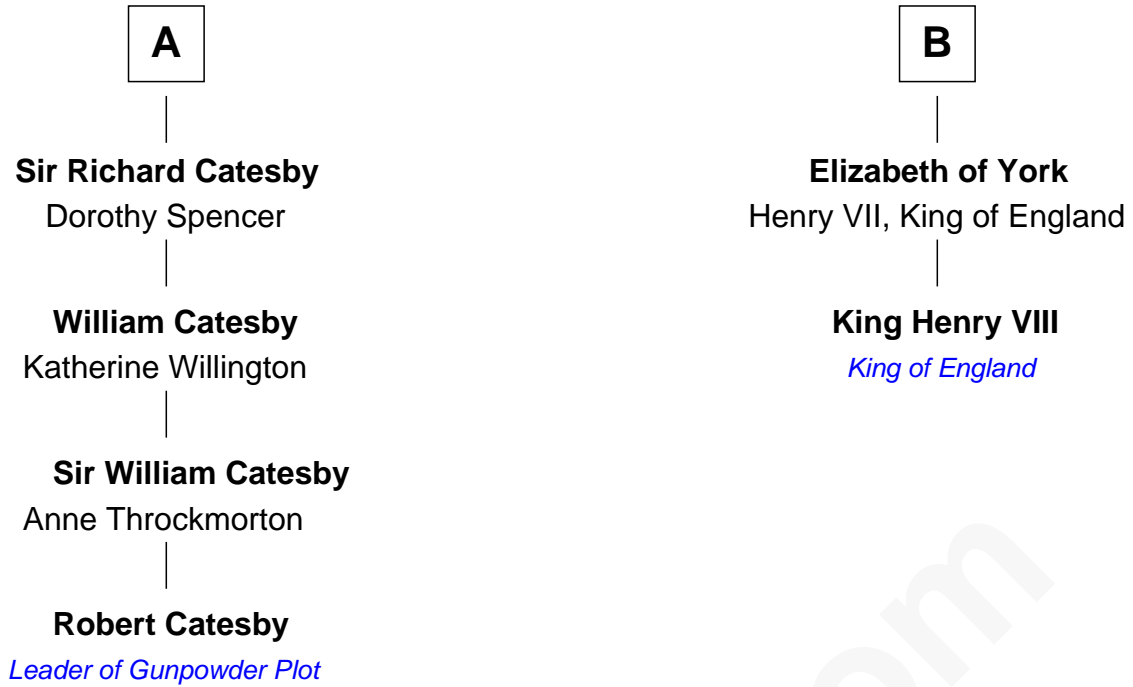 A
Sir Richard Catesby
Dorothy Spencer
William Catesby
Katherine Willington
Sir William Catesby
Anne Throckmorton
Robert Catesby
Leader of Gunpowder Plot
B
Elizabeth of York
Henry VII, King of England
King Henry VIII
King of England
om